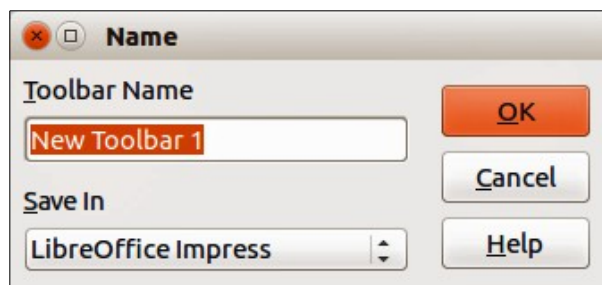 Name
Toolbar Name
New Toolbar 1
Save In
LibreOffice Impress
OK
Cancel
Help